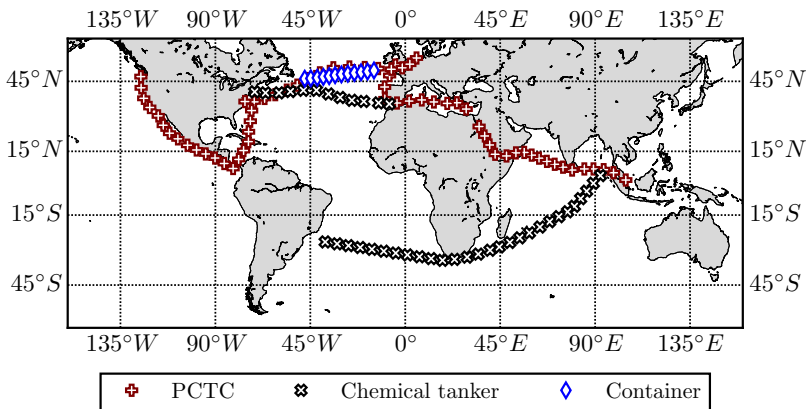 135°W 90°W 45°W 0° 45°E 90°E 135°E
45°N 45°N
15°N 15°N
15°S 15°S
45°S 45°S
135°W 90°W 45°W 0° 45°E 90°E 135°E
PCTC Chemical tanker Container